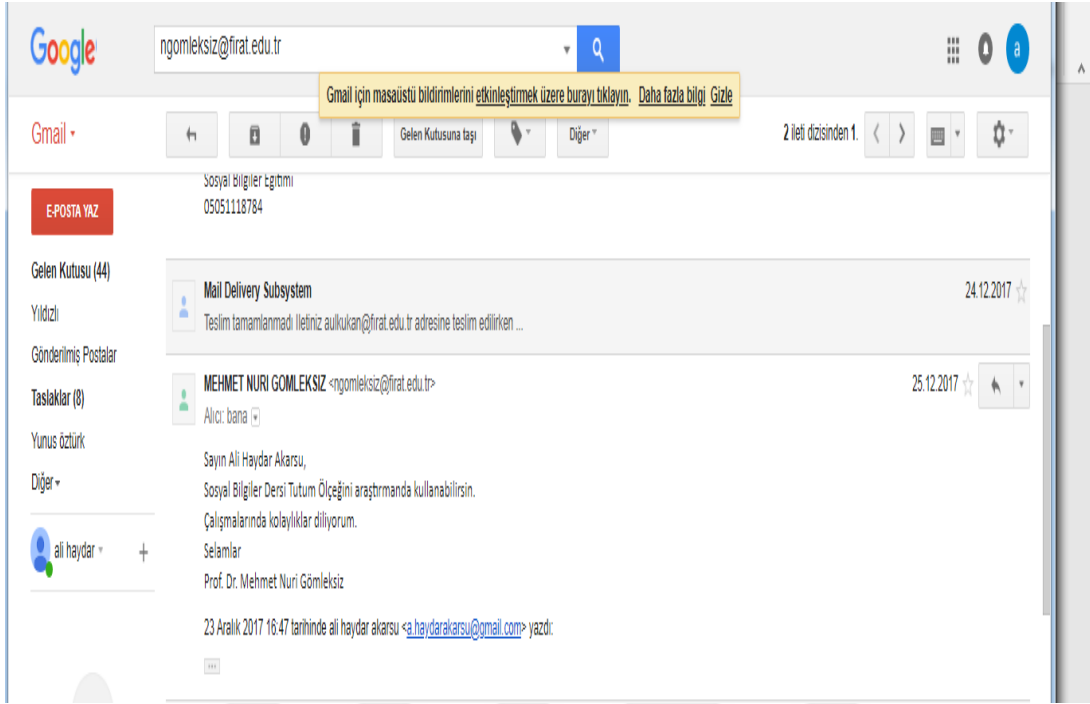 Google
ngomleksiz@firat.edu.tr
a
Gmail için masaüstü bildirimlerini etkinleştirmek üzere burayı tıklayın. Daha fazla bilgi Gizle
Gmail
Gelen Kutusuna taşı
Diğer
2 ileti dizisinden 1.
E-POSTA YAZ
Gelen Kutusu (44)
Yıldızlı
Gönderilmiş Postalar
Taslaklar (8)
Yunus öztürk
Diğer
ali haydar
+
Sosyal Bilgiler Eğitimi
05051118784
Mail Delivery Subsystem
24.12.2017
Teslim tamamlanmadı Iletiniz aulkukan@firat.edu.tr adresine teslim edilirken ...
MEHMET NURI GOMLEKSIZ <ngomleksiz@firat.edu.tr>
25.12.2017
Alıcı: bana
Sayın Ali Haydar Akarsu,
Sosyal Bilgiler Dersi Tutum Ölçeğini araştırmanda kullanabilirsin.
Çalışmalarında kolaylıklar diliyorum.
Selamlar
Prof. Dr. Mehmet Nuri Gömleksiz
23 Aralık 2017 16:47 tarihinde ali haydar akarsu <a.haydarakarsu@gmail.com> yazdı:
...